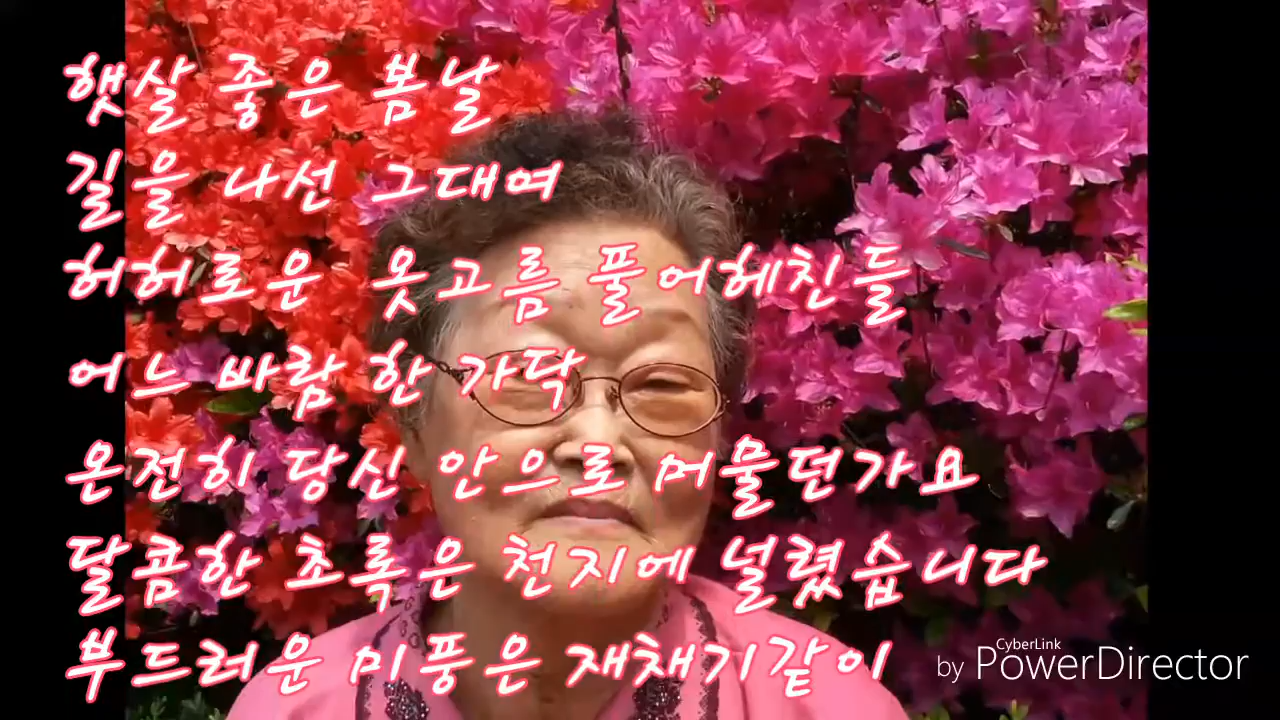 햇살 좋은 봄날
길을 나선 그대여
허허로운 옷고름 풀어헤친들
어느 바람 한 가닥
온전히 당신 안으로 머물던가요
달콤한 초록은 천지에 널렸습니다
부드러운 미풍은 재채기같이
CyberLink
by PowerDirector